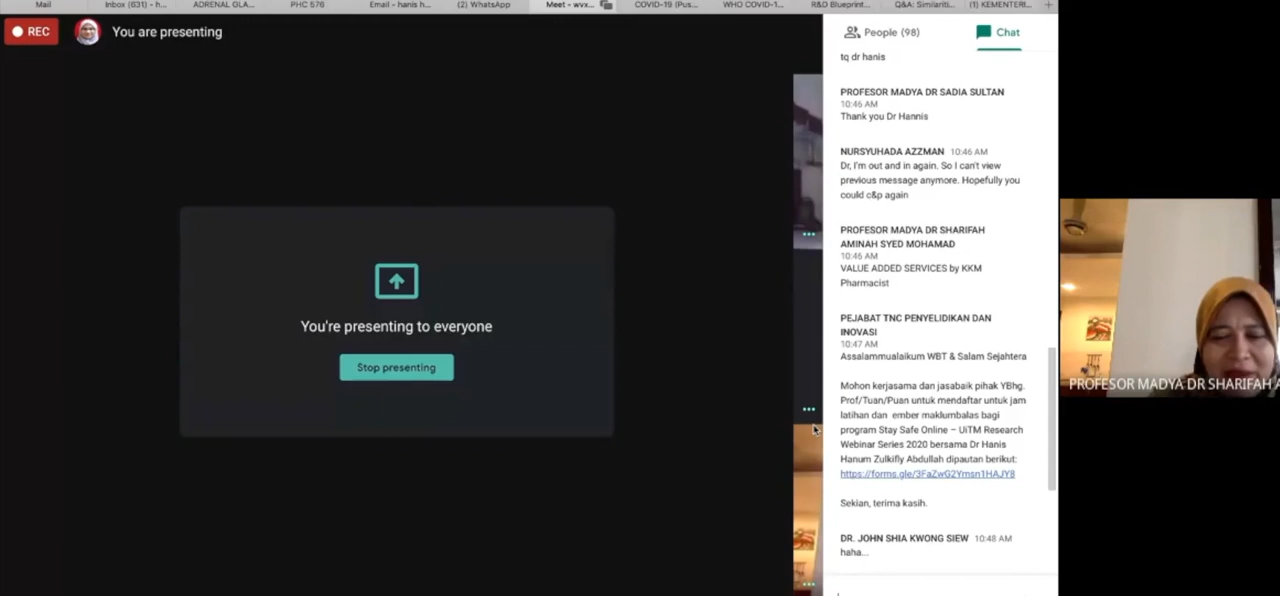 Mail
Inbox (631) - h...
ADRENAL GLA...
PHC 576
Email - hanis h...
(2) WhatsApp
Meet - wvx...
COVID-19 (Pus...
WHO COVID-1...
R&D Blueprint...
Q&A: Similariti...
(1) KEMENTERI...
REC
You are presenting
People (98)
Chat
tq dr hanis
PROFESOR MADYA DR SADIA SULTAN
10:46 AM
Thank you Dr Hannis
NURSYUHADA AZZMAN 10:46 AM
Dr, I'm out and in again. So I can't view
previous message anymore. Hopefully you
could c&p again
PROFESOR MADYA DR SHARIFAH
AMINAH SYED MOHAMAD
10:46 AM
VALUE ADDED SERVICES by KKM
Pharmacist
PEJABAT TNC PENYELIDIKAN DAN
INOVASI
10:47 AM
Assalammualaikum WBT & Salam Sejahtera
Mohon kerjasama dan jasabaik pihak YBhg.
Prof/Tuan/Puan untuk mendaftar untuk jam
latihan dan ember maklumbalas bagi
program Stay Safe Online – UiTM Research
Webinar Series 2020 bersama Dr Hanis
Hanum Zulkifly Abdullah dipautan berikut:
https://forms.gle/3FaZwG2Ymsn1HAJY8
Sekian, terima kasih.
DR. JOHN SHIA KWONG SIEW 10:48 AM
haha...
You're presenting to everyone
Stop presenting
PROFESOR MADYA DR SHARIFAH A